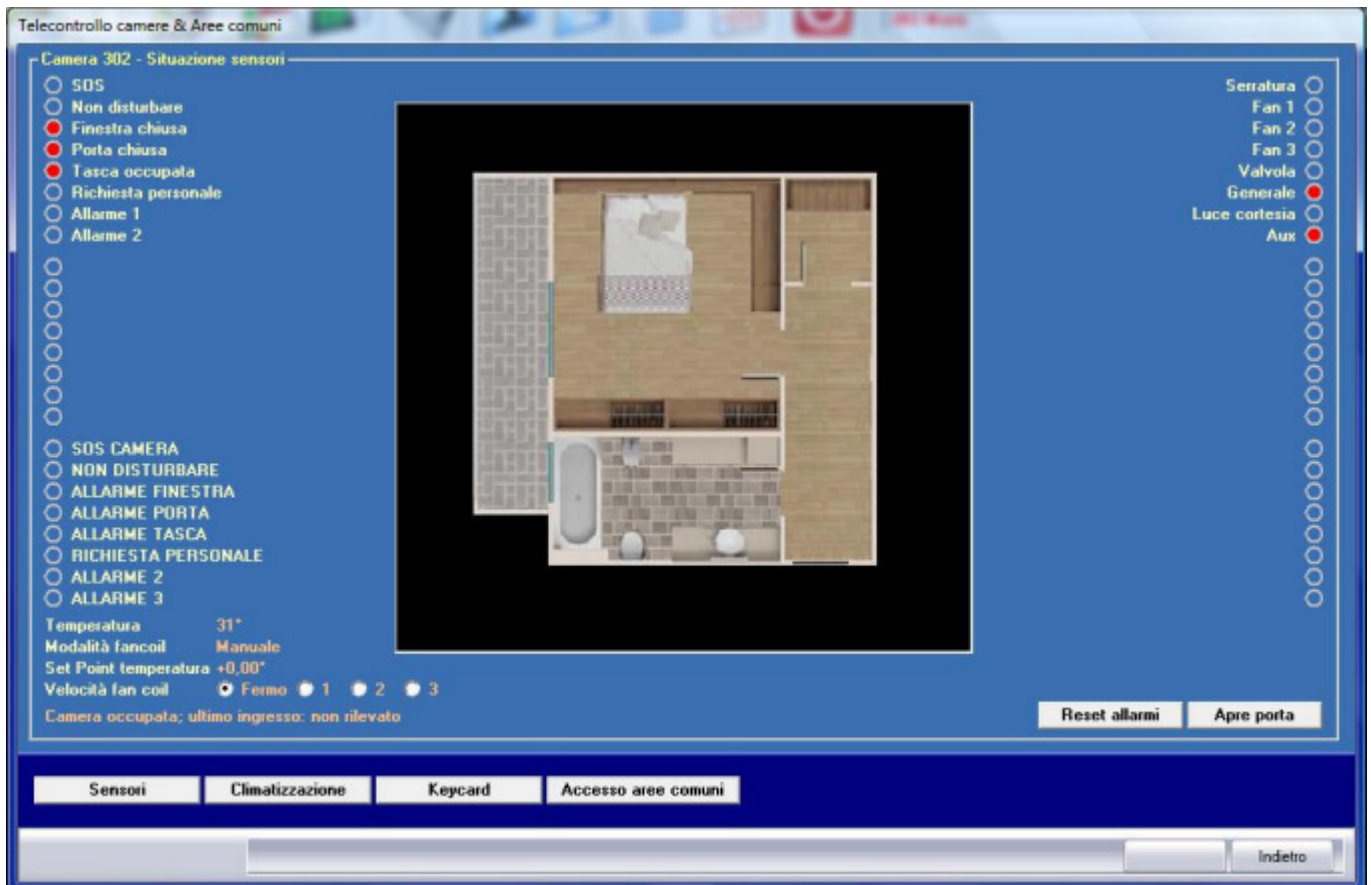 Telecontrollo camere & Aree comuni
Camera 302 - Situazione sensori
SOS
Non disturbare
Finestra chiusa
Porta chiusa
Tasca occupata
Richiesta personale
Allarme 1
Allarme 2
Serratura
Fan 1
Fan 2
Fan 3
Valvola
Generale
Luce cortesia
Aux
SOS CAMERA
NON DISTURBARE
ALLARME FINESTRA
ALLARME PORTA
ALLARME TASCA
RICHIESTA PERSONALE
ALLARME 2
ALLARME 3
Temperatura 31°
Modalità fancoil Manuale
Set Point temperatura +0,00°
Velocità fan coil Fermo 1 2 3
Camera occupata; ultimo ingresso: non rilevato
Reset allarmi Apre porta
Sensori Climatizzazione Keycard Accesso aree comuni
Indietro